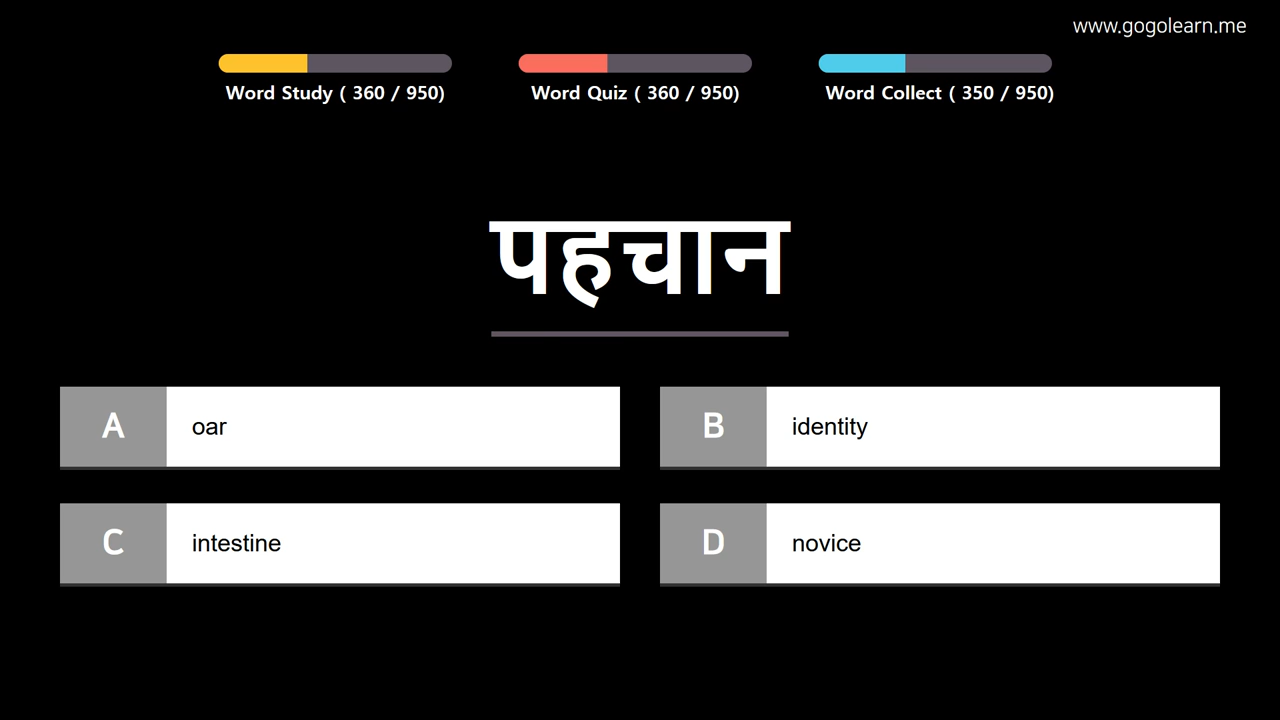 www.gogolearn.me
Word Study ( 360 / 950)
Word Quiz ( 360 / 950)
Word Collect ( 350 / 950)
पहचान
A oar
B identity
C intestine
D novice